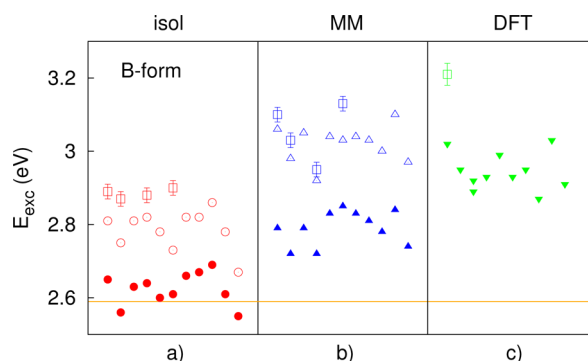 isol MM DFT
B-form
E_exc (eV)
3.2
3
2.8
2.6
a) b) c)